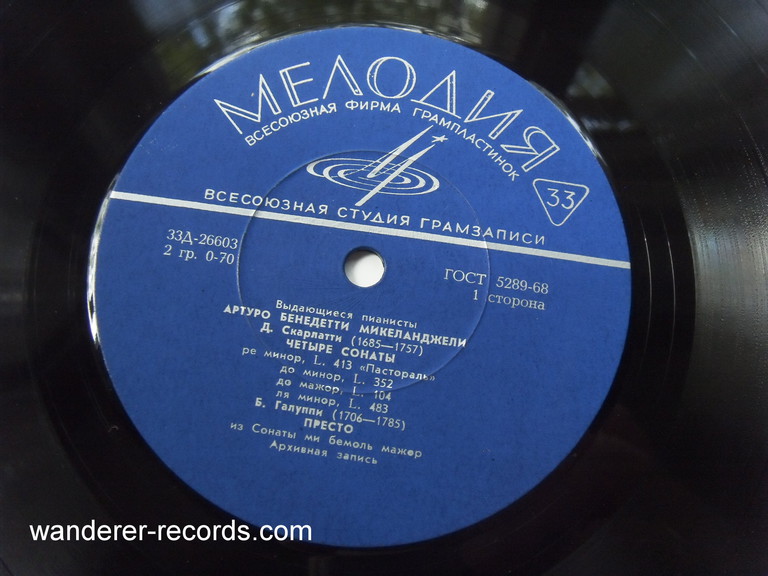 МЕЛОДИЯ
ВСЕСОЮЗНАЯ ФИРМА ГРАМПЛАСТИНОК
33
ВСЕСОЮЗНАЯ СТУДИЯ ГРАМЗАПИСИ
33Д-26603
2 гр. 0-70
ГОСТ 5289-68
1 сторона
Выдающиеся пианисты
АРТУРО БЕНЕДЕТТИ МИКЕЛАНДЖЕЛИ
Д. Скарлатти (1685—1757)
ЧЕТЫРЕ СОНАТЫ
ре минор, L. 413 «Пастораль»
до минор, L. 352
до мажор, L. 104
ля минор, L. 483
Б. Галуппи (1706—1785)
ПРЕСТО
из Сонаты ми бемоль мажор
Архивная запись
wanderer-records.com